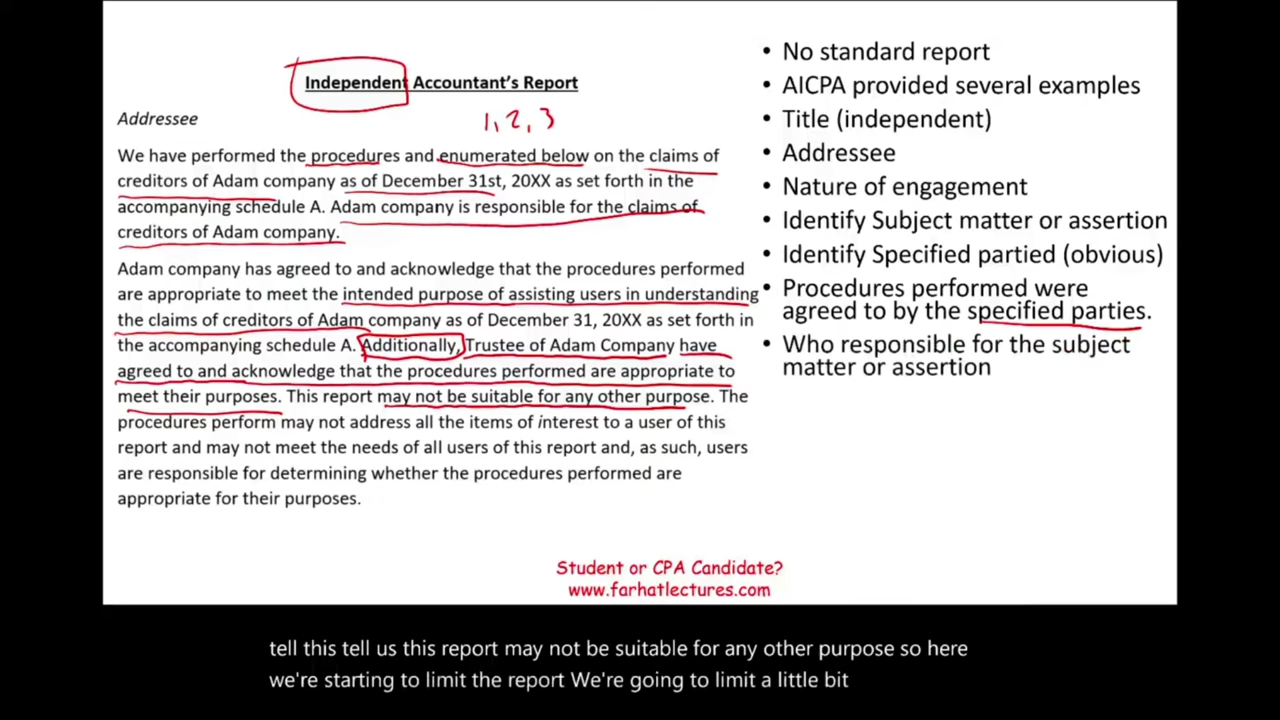 Independent Accountant's Report
Addressee
1, 2, 3
We have performed the procedures and enumerated below on the claims of
creditors of Adam company as of December 31st, 20XX as set forth in the
accompanying schedule A. Adam company is responsible for the claims of
creditors of Adam company.
Adam company has agreed to and acknowledge that the procedures performed
are appropriate to meet the intended purpose of assisting users in understanding
the claims of creditors of Adam company as of December 31, 20XX as set forth in
the accompanying schedule A. Additionally, Trustee of Adam Company have
agreed to and acknowledge that the procedures performed are appropriate to
meet their purposes. This report may not be suitable for any other purpose. The
procedures perform may not address all the items of interest to a user of this
report and may not meet the needs of all users of this report and, as such, users
are responsible for determining whether the procedures performed are
appropriate for their purposes.
• No standard report
• AICPA provided several examples
• Title (independent)
• Addressee
• Nature of engagement
• Identify Subject matter or assertion
• Identify Specified partied (obvious)
• Procedures performed were
agreed to by the specified parties.
• Who responsible for the subject
matter or assertion
Student or CPA Candidate?
www.farhatlectures.com
tell this tell us this report may not be suitable for any other purpose so here
we're starting to limit the report We're going to limit a little bit